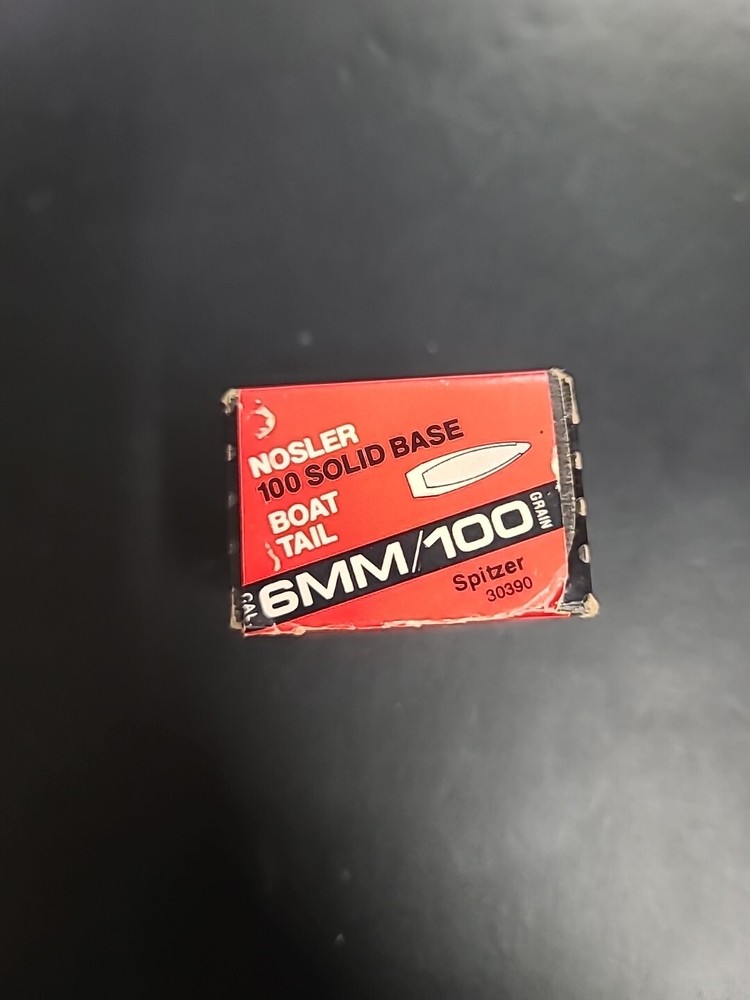 NOSLER
100 SOLID BASE
BOAT
TAIL
CAL. 6MM/100 GRAIN
Spitzer
30390